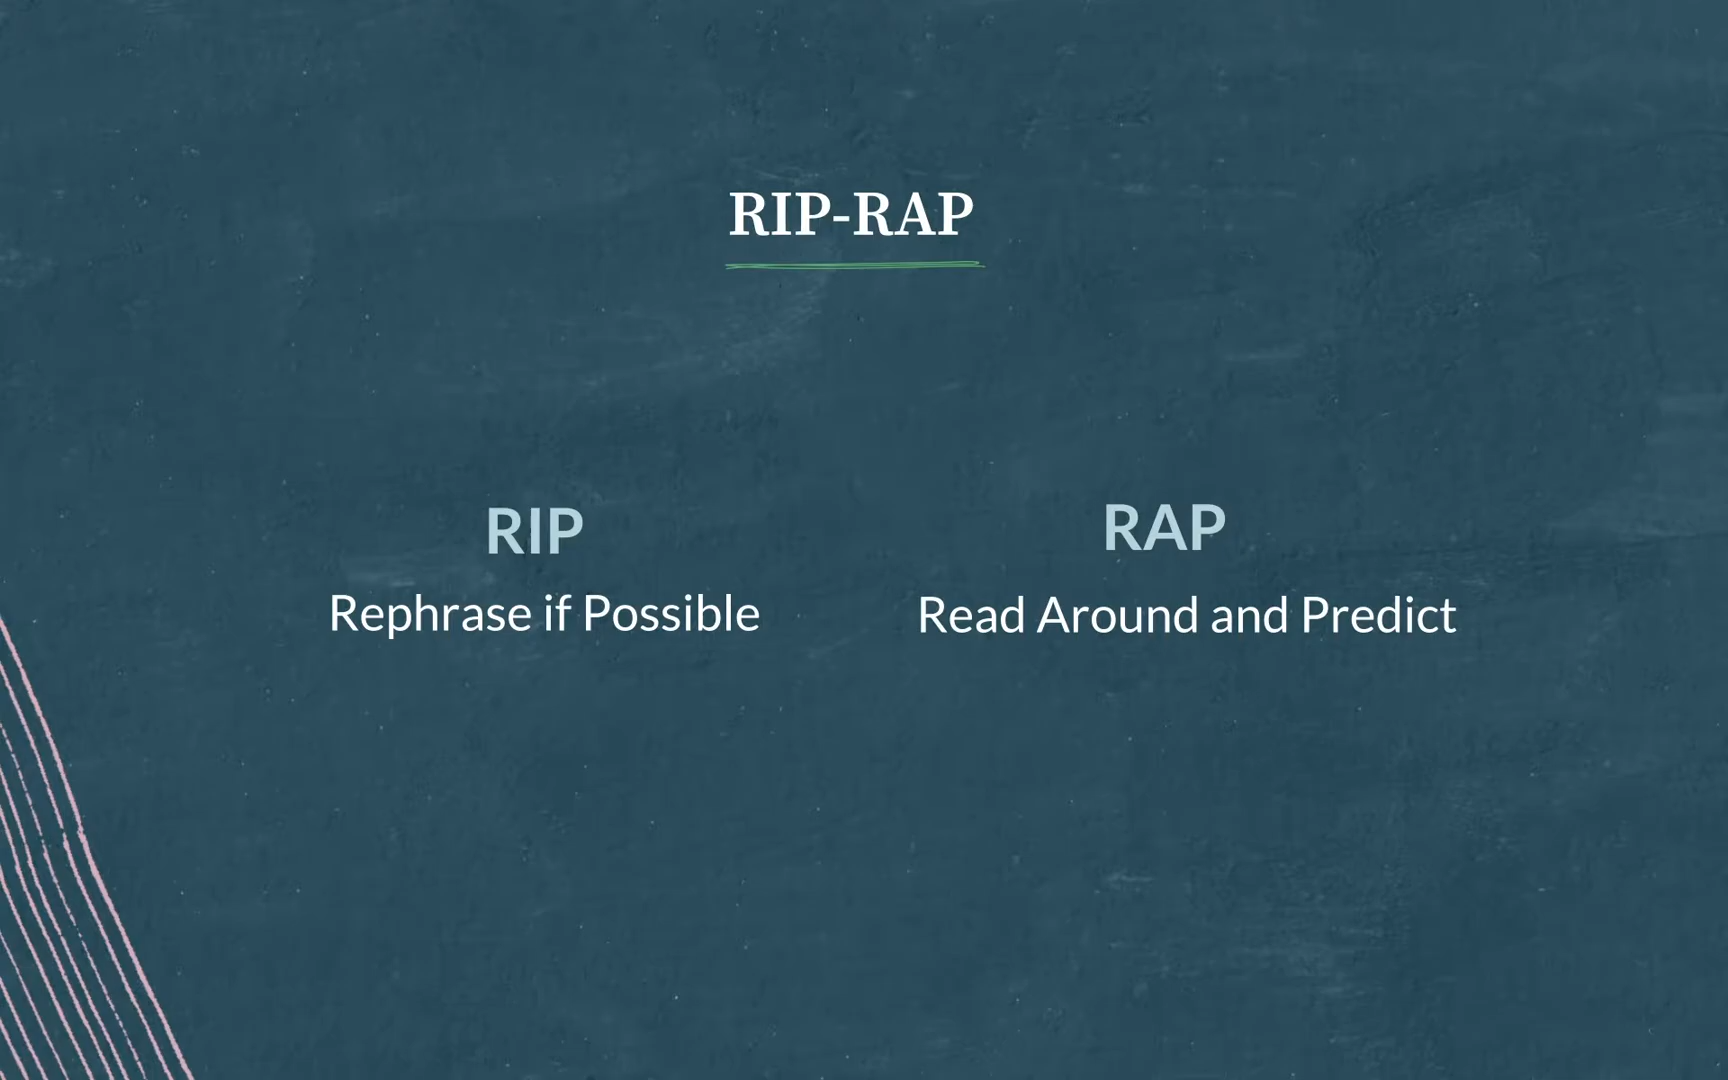 RIP-RAP
RIP
Rephrase if Possible
RAP
Read Around and Predict